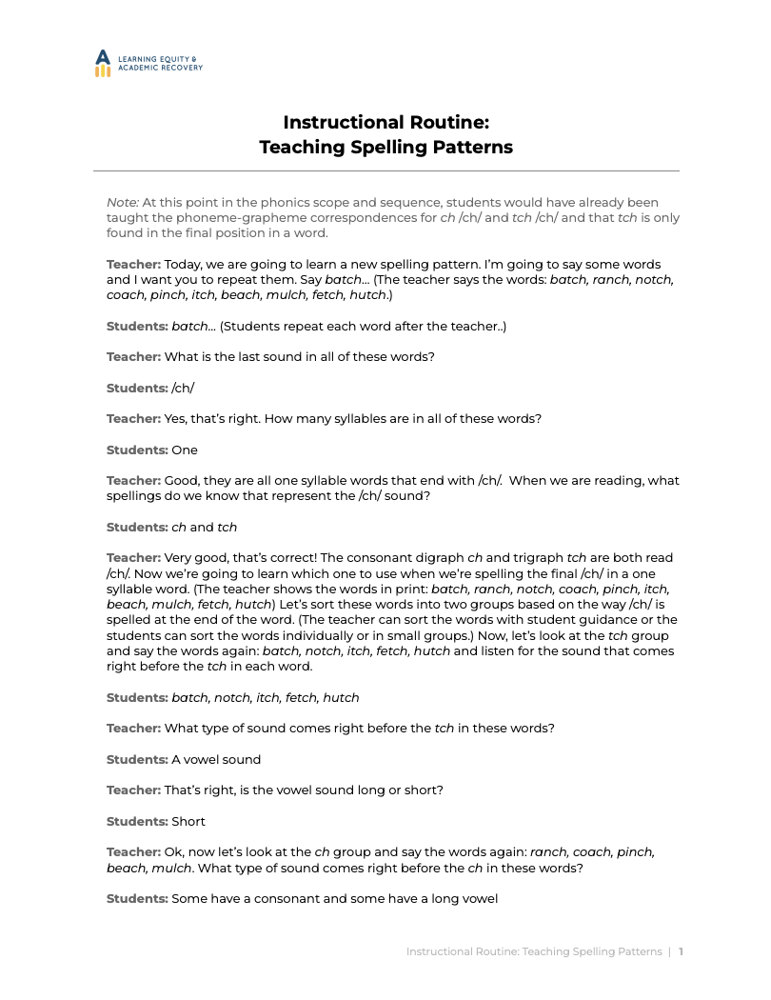 LEARNING EQUITY &
ACADEMIC RECOVERY
Instructional Routine:
Teaching Spelling Patterns
Note: At this point in the phonics scope and sequence, students would have already been
taught the phoneme-grapheme correspondences for ch /ch/ and tch /ch/ and that tch is only
found in the final position in a word.
Teacher: Today, we are going to learn a new spelling pattern. I’m going to say some words
and I want you to repeat them. Say batch… (The teacher says the words: batch, ranch, notch,
coach, pinch, itch, beach, mulch, fetch, hutch.)
Students: batch… (Students repeat each word after the teacher..)
Teacher: What is the last sound in all of these words?
Students: /ch/
Teacher: Yes, that’s right. How many syllables are in all of these words?
Students: One
Teacher: Good, they are all one syllable words that end with /ch/.  When we are reading, what
spellings do we know that represent the /ch/ sound?
Students: ch and tch
Teacher: Very good, that’s correct! The consonant digraph ch and trigraph tch are both read
/ch/. Now we’re going to learn which one to use when we’re spelling the final /ch/ in a one
syllable word. (The teacher shows the words in print: batch, ranch, notch, coach, pinch, itch,
beach, mulch, fetch, hutch) Let’s sort these words into two groups based on the way /ch/ is
spelled at the end of the word. (The teacher can sort the words with student guidance or the
students can sort the words individually or in small groups.) Now, let’s look at the tch group
and say the words again: batch, notch, itch, fetch, hutch and listen for the sound that comes
right before the tch in each word.
Students: batch, notch, itch, fetch, hutch
Teacher: What type of sound comes right before the tch in these words?
Students: A vowel sound
Teacher: That’s right, is the vowel sound long or short?
Students: Short
Teacher: Ok, now let’s look at the ch group and say the words again: ranch, coach, pinch,
beach, mulch. What type of sound comes right before the ch in these words?
Students: Some have a consonant and some have a long vowel
Instructional Routine: Teaching Spelling Patterns | 1